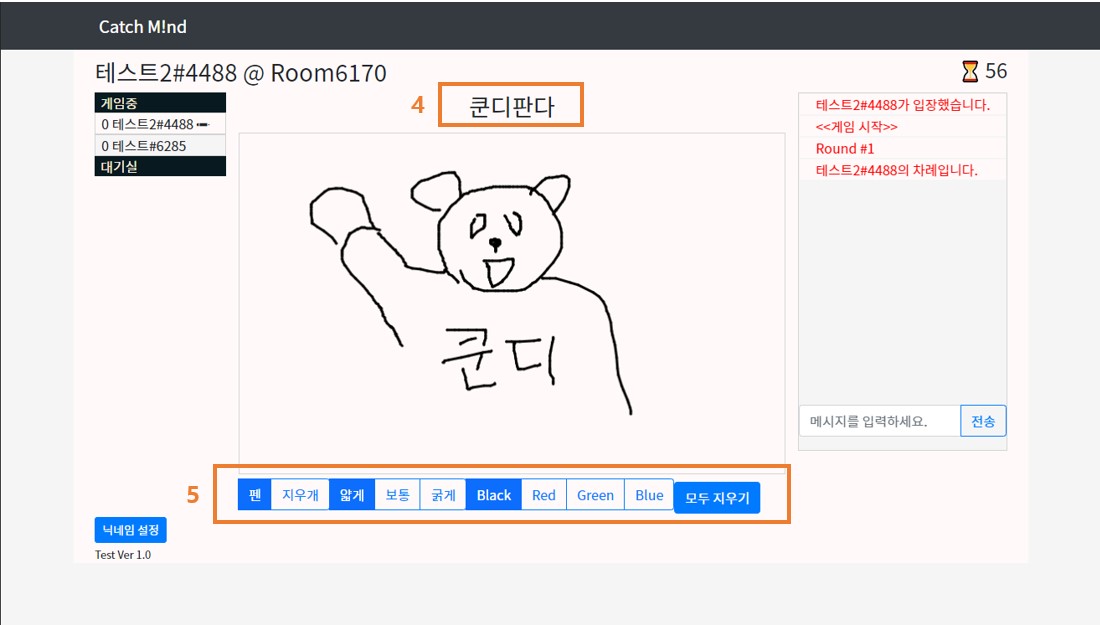 Catch M!nd
테스트2#4488 @ Room6170
56
4
쿤디판다
게임중
0 테스트2#4488
0 테스트#6285
대기실
테스트2#4488가 입장했습니다.
<<게임 시작>>
Round #1
테스트2#4488의 차례입니다.
쿤디
메시지를 입력하세요. 전송
5
펜 지우개 얇게 보통 굵게 Black Red Green Blue 모두 지우기
닉네임 설정
Test Ver 1.0